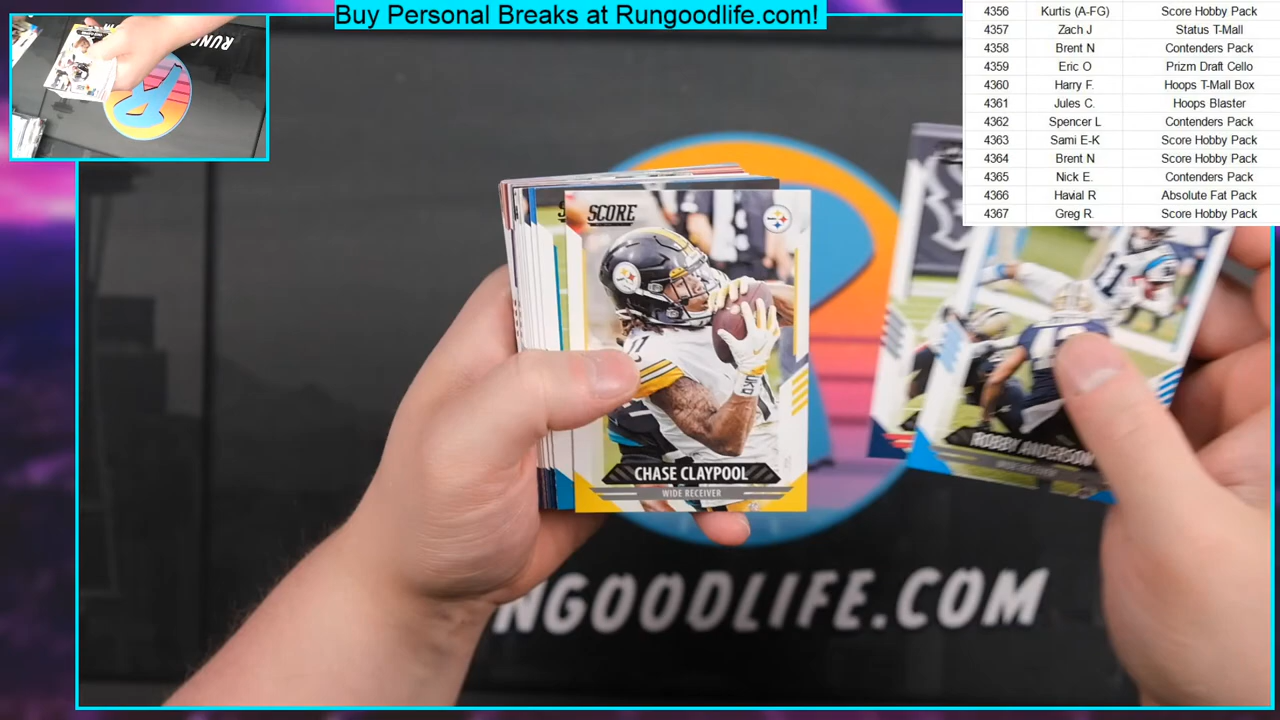 Buy Personal Breaks at Rungoodlife.com!
4356 Kurtis (A-FG) Score Hobby Pack
4357 Zach J Status T-Mall
4358 Brent N Contenders Pack
4359 Eric O Prizm Draft Cello
4360 Harry F. Hoops T-Mall Box
4361 Jules C. Hoops Blaster
4362 Spencer L Contenders Pack
4363 Sami E-K Score Hobby Pack
4364 Brent N Score Hobby Pack
4365 Nick E. Contenders Pack
4366 Havial R Absolute Fat Pack
4367 Greg R. Score Hobby Pack
SCORE
11
11
ROBBY ANDERSON
CHASE CLAYPOOL
WIDE RECEIVER
RUNGOODLIFE.COM